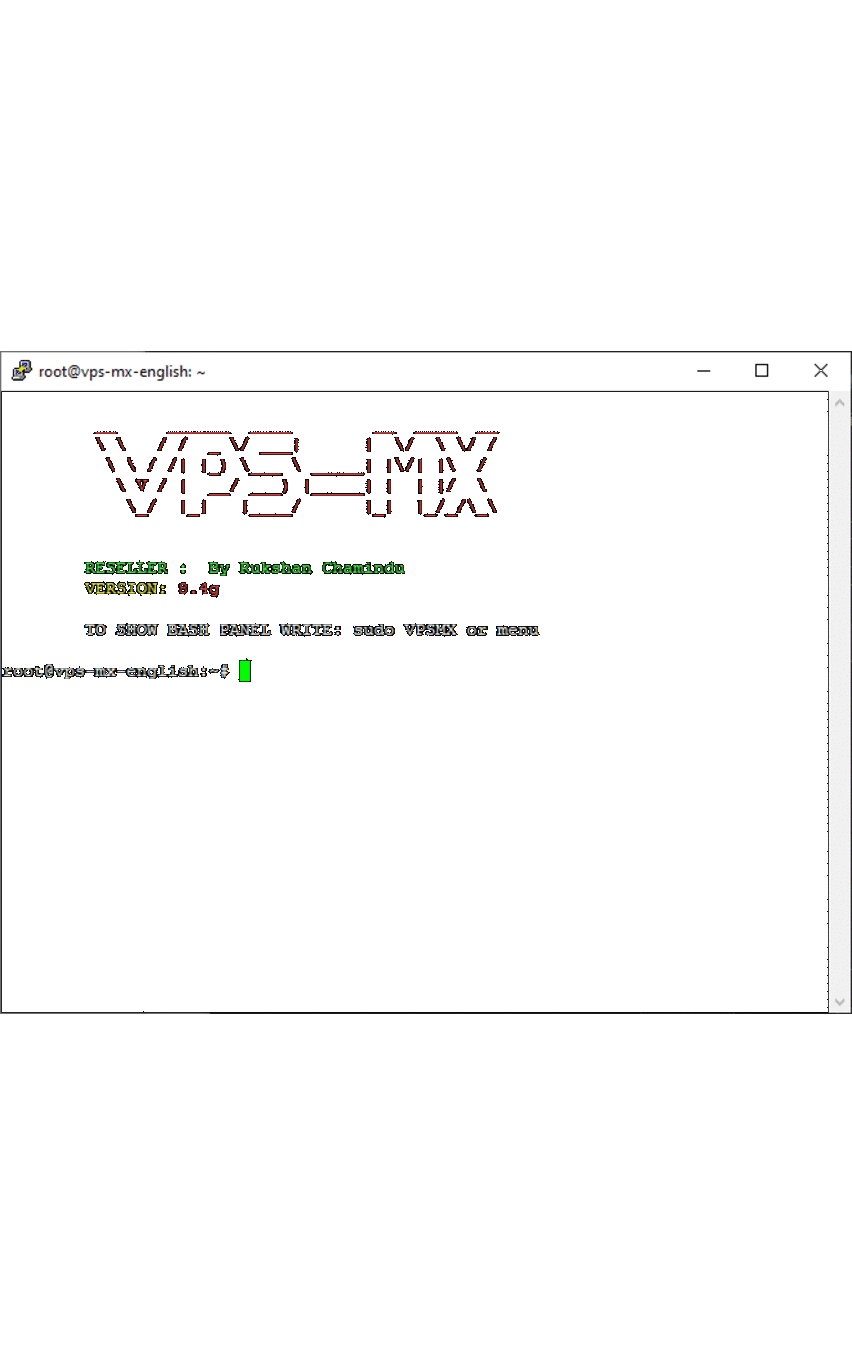 root@vps-mx-english: ~
VPS-MX
RESELLER : By Rukshan Chamindu
VERSION: 8.4g
TO SHOW BASH PANEL WRITE: sudo VPSMX or menu
root@vps-mx-english:~#